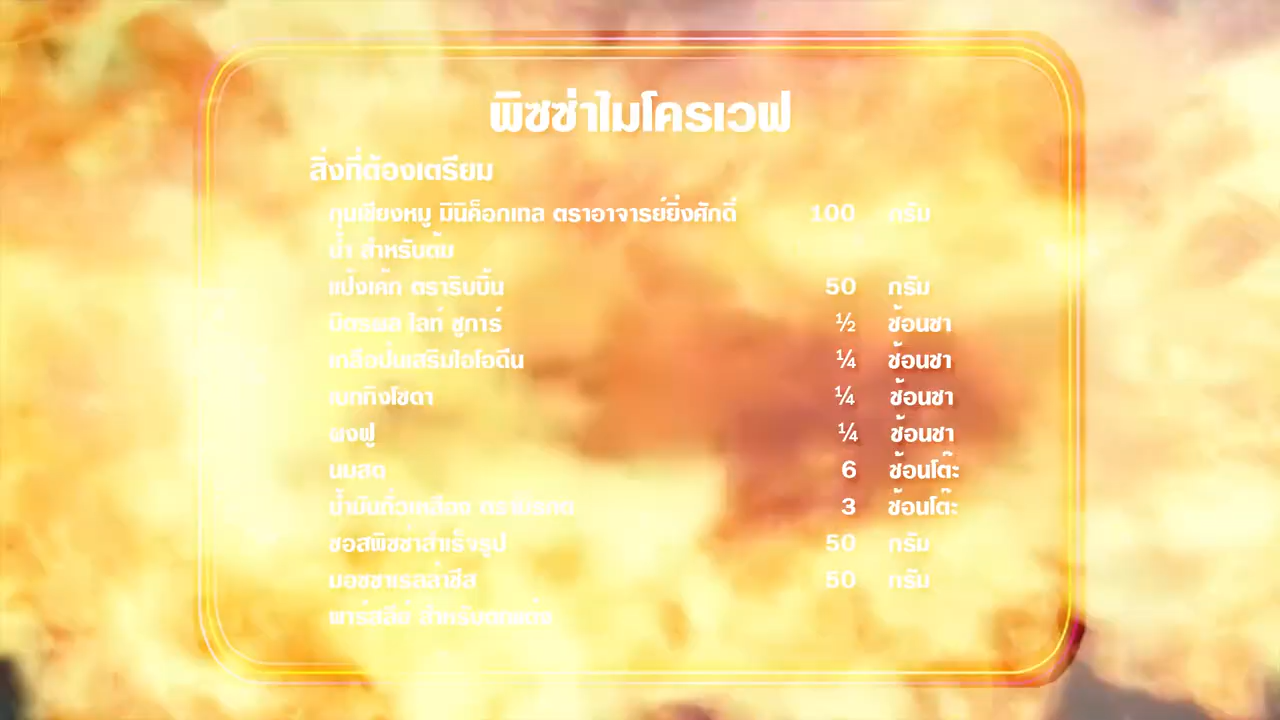 พิซซ่าไมโครเวฟ
สิ่งที่ต้องเตรียม
กุนเชียงหมู มินิค็อกเทล ตราอาจารย์ยิ่งศักดิ์ 100 กรัม
น้ำ สำหรับต้ม
แป้งเค้ก ตราริบบิ้น 50 กรัม
มิตรผล ไลท์ ชูการ์ ½ ช้อนชา
เกลือป่นเสริมไอโอดีน ¼ ช้อนชา
เบกกิ้งโซดา ¼ ช้อนชา
ผงฟู ¼ ช้อนชา
นมสด 6 ช้อนโต๊ะ
น้ำมันถั่วเหลือง ตรามรกต 3 ช้อนโต๊ะ
ซอสพิซซ่าสำเร็จรูป 50 กรัม
มอซซาเรลล่าชีส 50 กรัม
พาร์สลีย์ สำหรับตกแต่ง